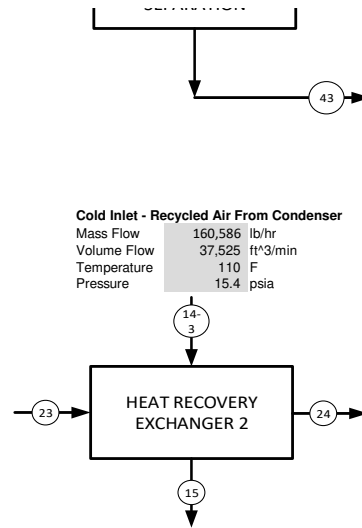 SEPARATION
43
Cold Inlet - Recycled Air From Condenser
Mass Flow 160,586 lb/hr
Volume Flow 37,525 ft^3/min
Temperature 110 F
Pressure 15.4 psia
14-
3
23
HEAT RECOVERY
EXCHANGER 2
24
15